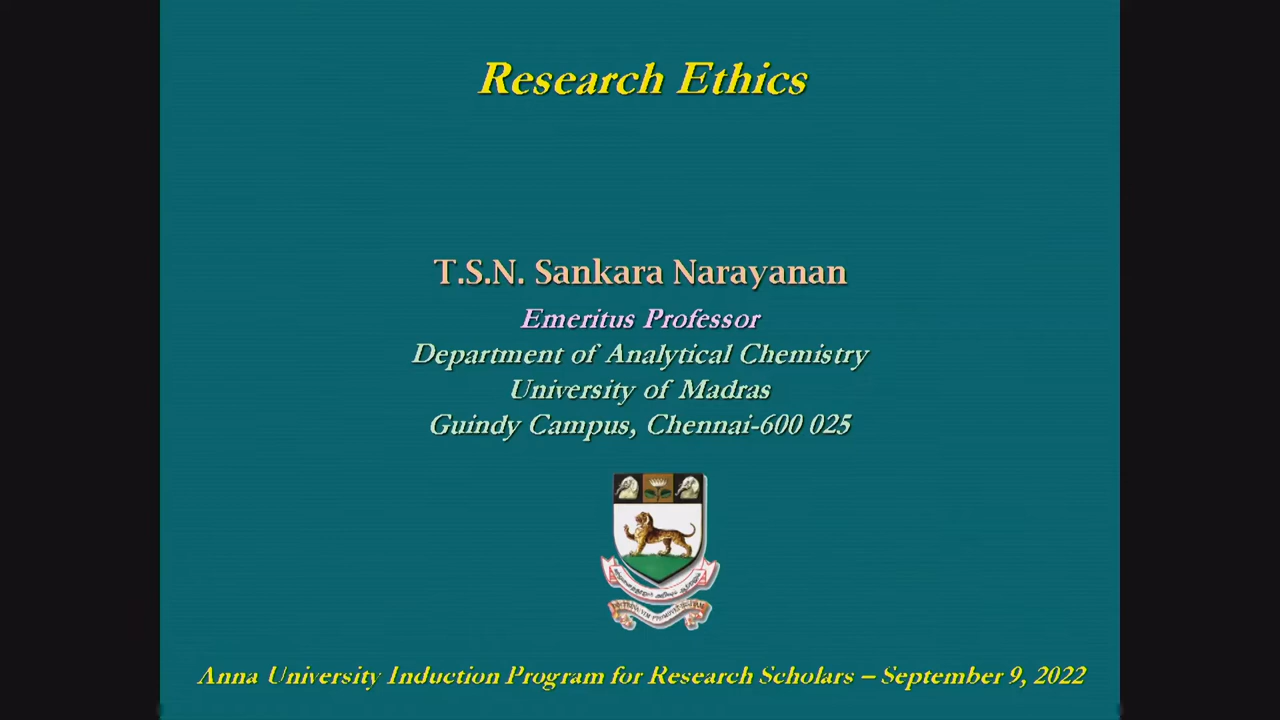 Research Ethics
T.S.N. Sankara Narayanan
Emeritus Professor
Department of Analytical Chemistry
University of Madras
Guindy Campus, Chennai-600 025
Anna University Induction Program for Research Scholars – September 9, 2022